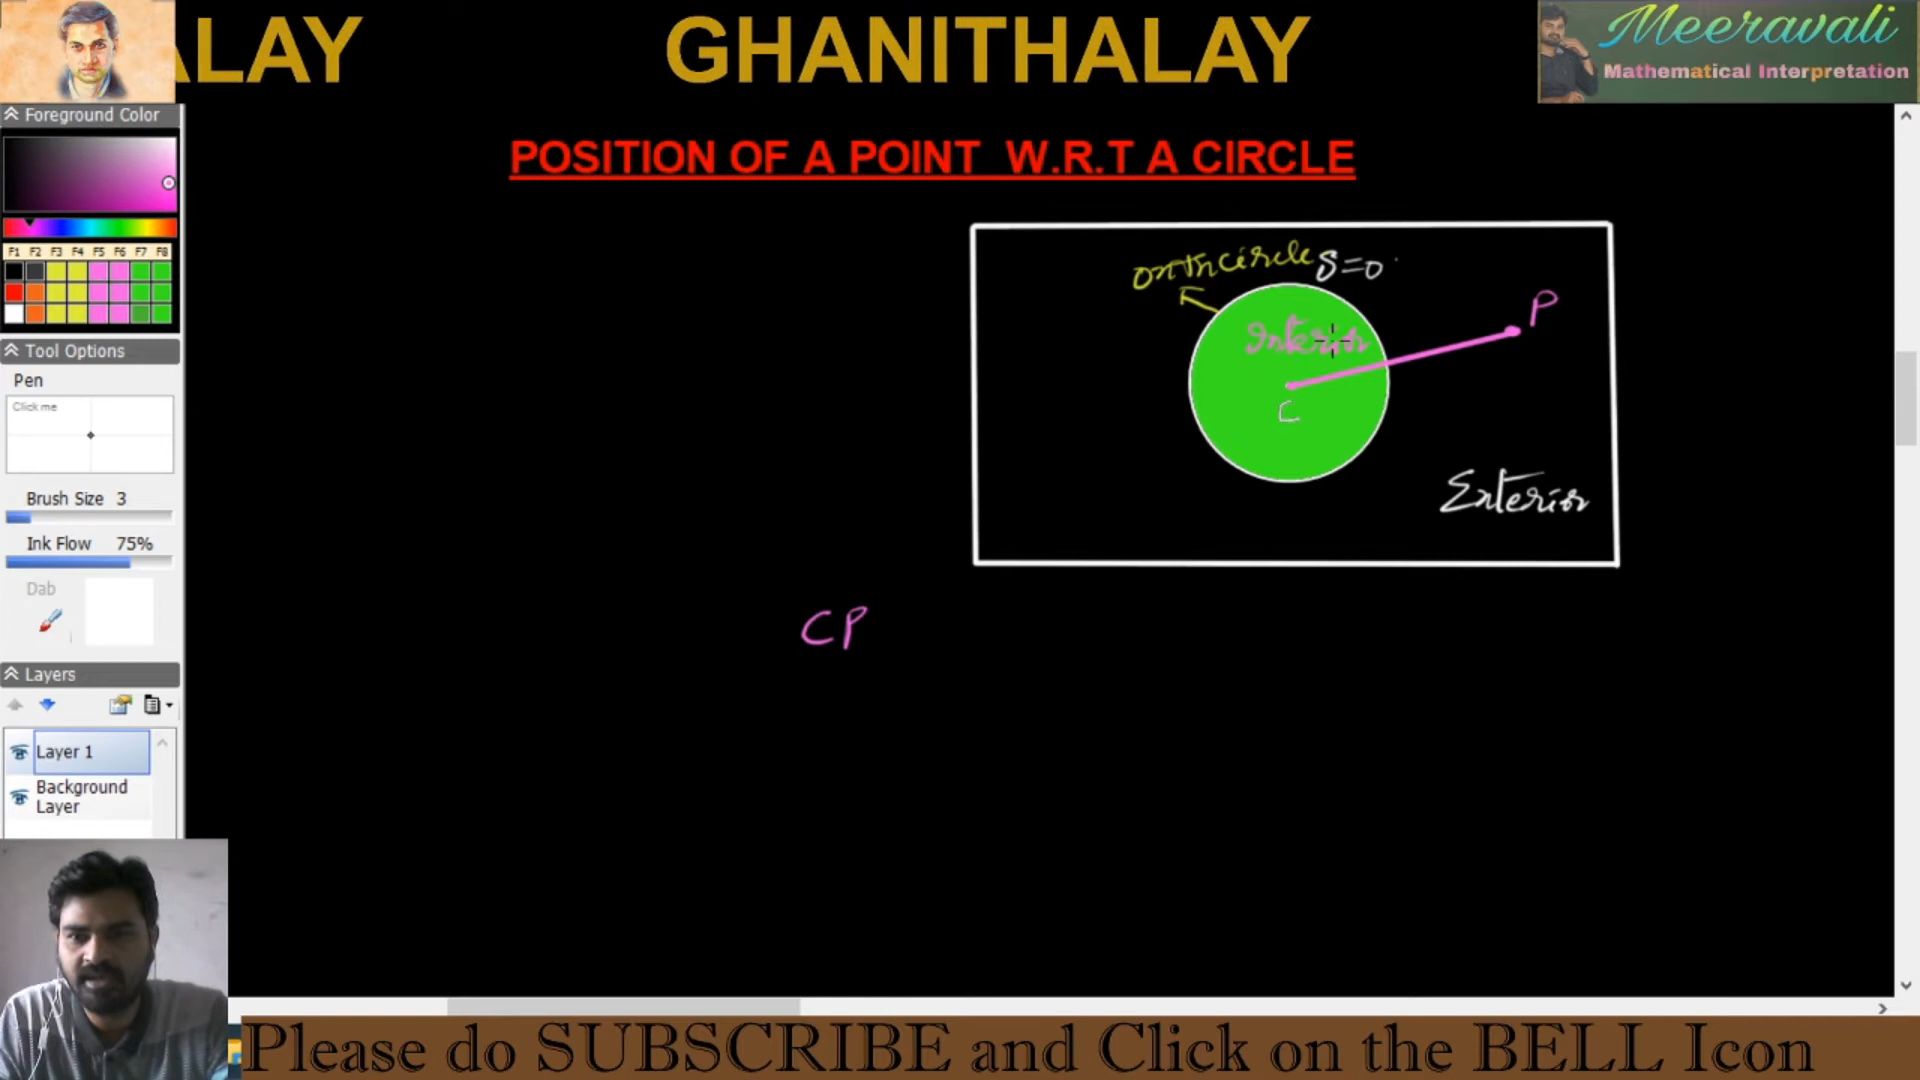 ALAY GHANITHALAY
Meeravali
Mathematical Interpretation
POSITION OF A POINT W.R.T A CIRCLE
Foreground Color
F1 F2 F3 F4 F5 F6 F7 F8
Tool Options
Pen
Click me
Brush Size 3
Ink Flow 75%
Dab
Layers
Layer 1
Background
Layer
on th circle S=0
Interior
P
C
Exterior
CP
Please do SUBSCRIBE and Click on the BELL Icon